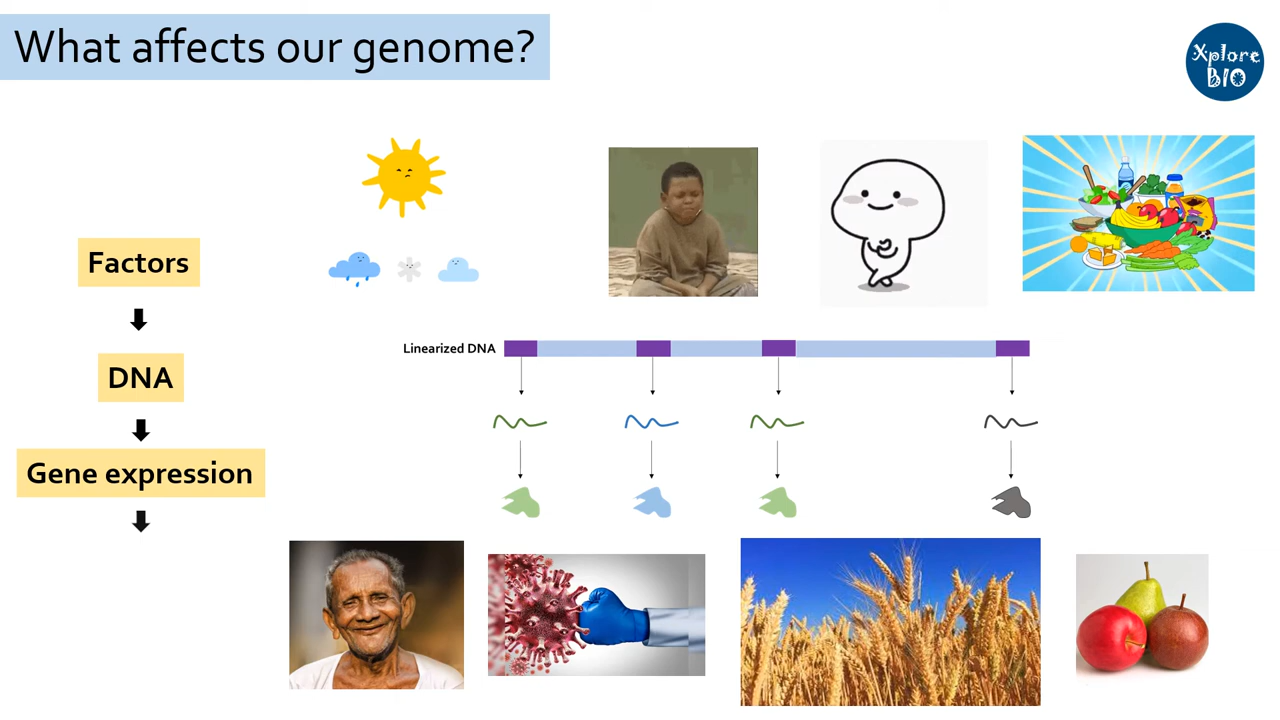 What affects our genome?
Xplore
BIO
Factors
Linearized DNA
DNA
Gene expression